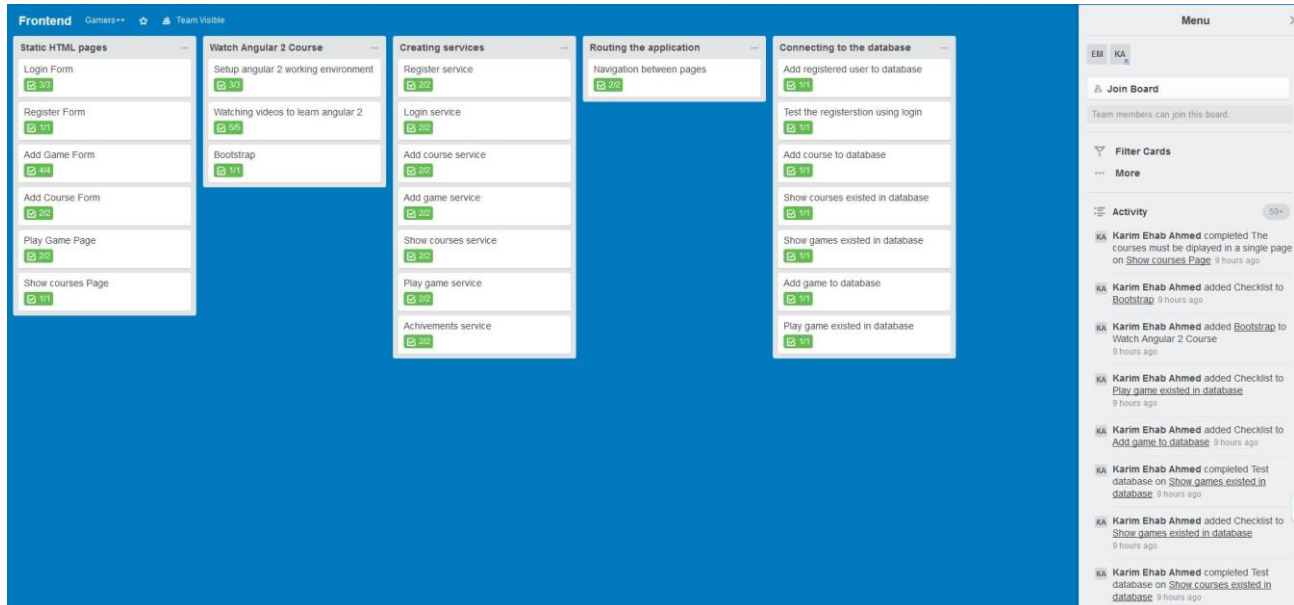 Frontend Gamers++ Team Visible
Static HTML pages
Login Form
3/3
Register Form
1/1
Add Game Form
4/4
Add Course Form
2/2
Play Game Page
2/2
Show courses Page
1/1
Watch Angular 2 Course
Setup angular 2 working environment
3/3
Watching videos to learn angular 2
5/5
Bootstrap
1/1
Creating services
Register service
2/2
Login service
2/2
Add course service
2/2
Add game service
2/2
Show courses service
2/2
Play game service
2/2
Achivements service
2/2
Routing the application
Navigation between pages
2/2
Connecting to the database
Add registered user to database
1/1
Test the registerstion using login
1/1
Add course to database
1/1
Show courses existed in database
1/1
Show games existed in database
1/1
Add game to database
1/1
Play game existed in database
1/1
Menu
EM KA
Join Board
Team members can join this board.
Filter Cards
More
Activity 50+
KA Karim Ehab Ahmed completed The
courses must be diplayed in a single page
on Show courses Page 9 hours ago
KA Karim Ehab Ahmed added Checklist to
Bootstrap 9 hours ago
KA Karim Ehab Ahmed added Bootstrap to
Watch Angular 2 Course
9 hours ago
KA Karim Ehab Ahmed added Checklist to
Play game existed in database
9 hours ago
KA Karim Ehab Ahmed added Checklist to
Add game to database 9 hours ago
KA Karim Ehab Ahmed completed Test
database on Show games existed in
database 9 hours ago
KA Karim Ehab Ahmed added Checklist to
Show games existed in database
9 hours ago
KA Karim Ehab Ahmed completed Test
database on Show courses existed in
database 9 hours ago